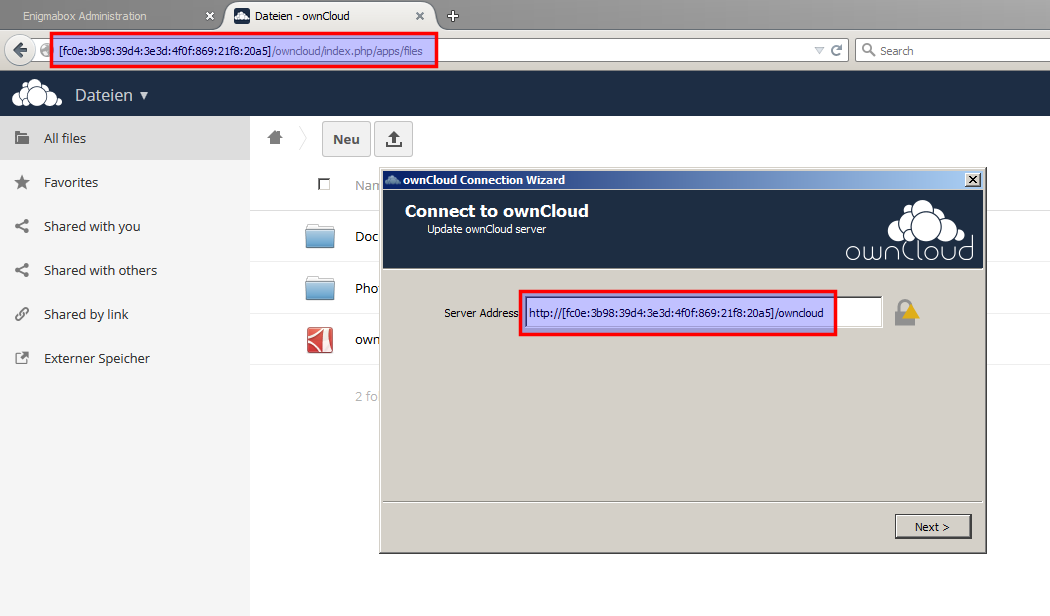 Enigmabox Administration
Dateien - ownCloud
[fc0e:3b98:39d4:3e3d:4f0f:869:21f8:20a5]/owncloud/index.php/apps/files
Search
Dateien ▼
All files
Favorites
Shared with you
Shared with others
Shared by link
Externer Speicher
Neu
Nam
Doc
Pho
own
2 fo
ownCloud Connection Wizard
Connect to ownCloud
Update ownCloud server
ownCloud
Server Address
http://[fc0e:3b98:39d4:3e3d:4f0f:869:21f8:20a5]/owncloud
Next >